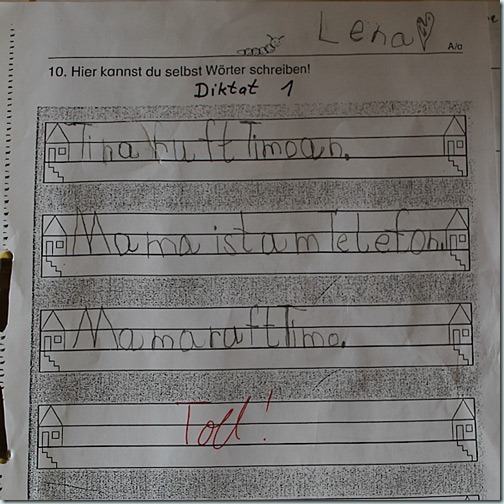 Lena
A/a
10. Hier kannst du selbst Wörter schreiben!
Diktat 1
Tina ruft Timo an.
Mama ist am Telefon.
Mama raft Timo.
Toll!